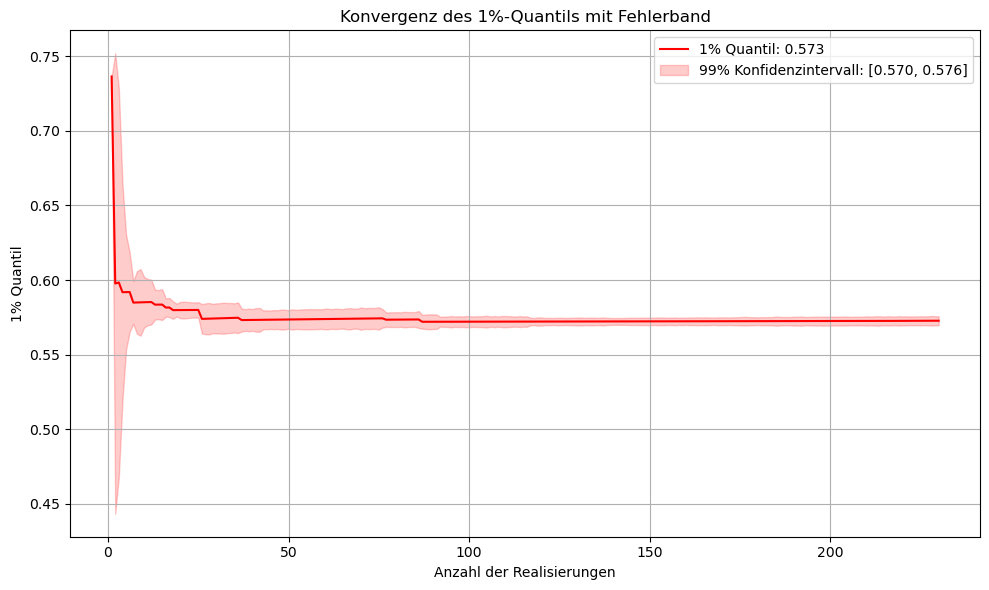 Konvergenz des 1%-Quantils mit Fehlerband
1% Quantil: 0.573
99% Konfidenzintervall: [0.570, 0.576]
1% Quantil
0.75
0.70
0.65
0.60
0.55
0.50
0.45
0
50
100
150
200
Anzahl der Realisierungen